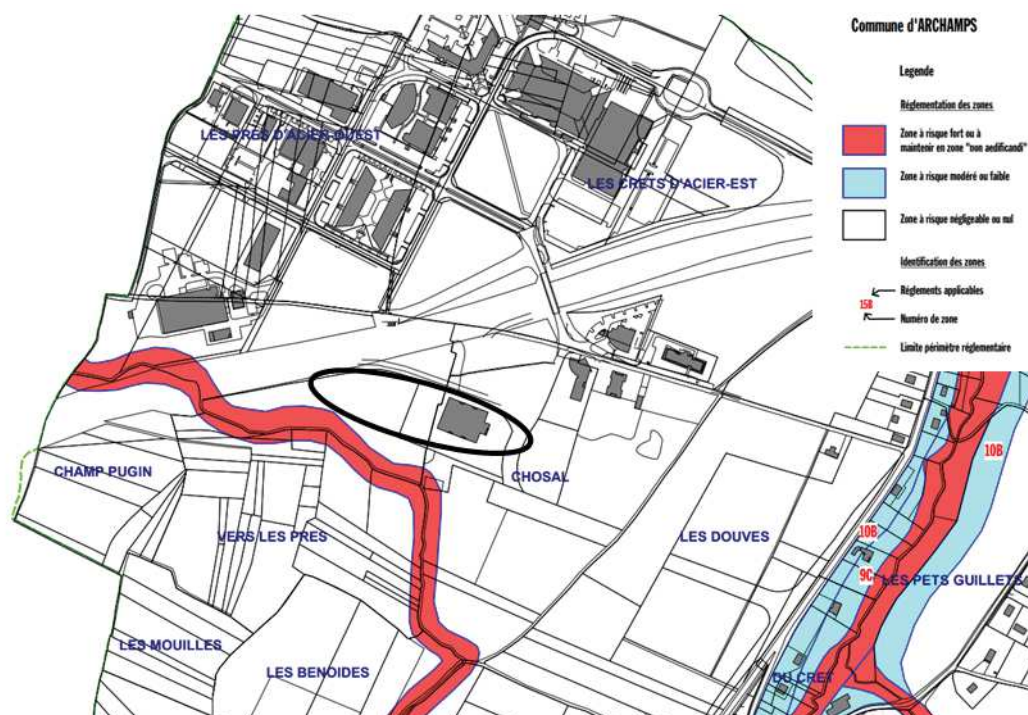 Commune d'ARCHAMPS
Legende
Réglementation des zones
Zone à risque fort ou à
maintenir en zone "non aedificandi"
Zone à risque modéré ou faible
Zone à risque négligeable ou nul
Identification des zones
Réglements applicables
15B
Numéro de zone
Limite périmètre réglementaire
LES PRÉS D'ACIER-OUEST
LES CRETS D'ACIER-EST
CHAMP PUGIN
CHOSAL
10B
VERS LES PRES
LES DOUVES
10B
9C
LES PETS GUILLETS
LES MOUILLES
LES BENOIDES
DU CRET